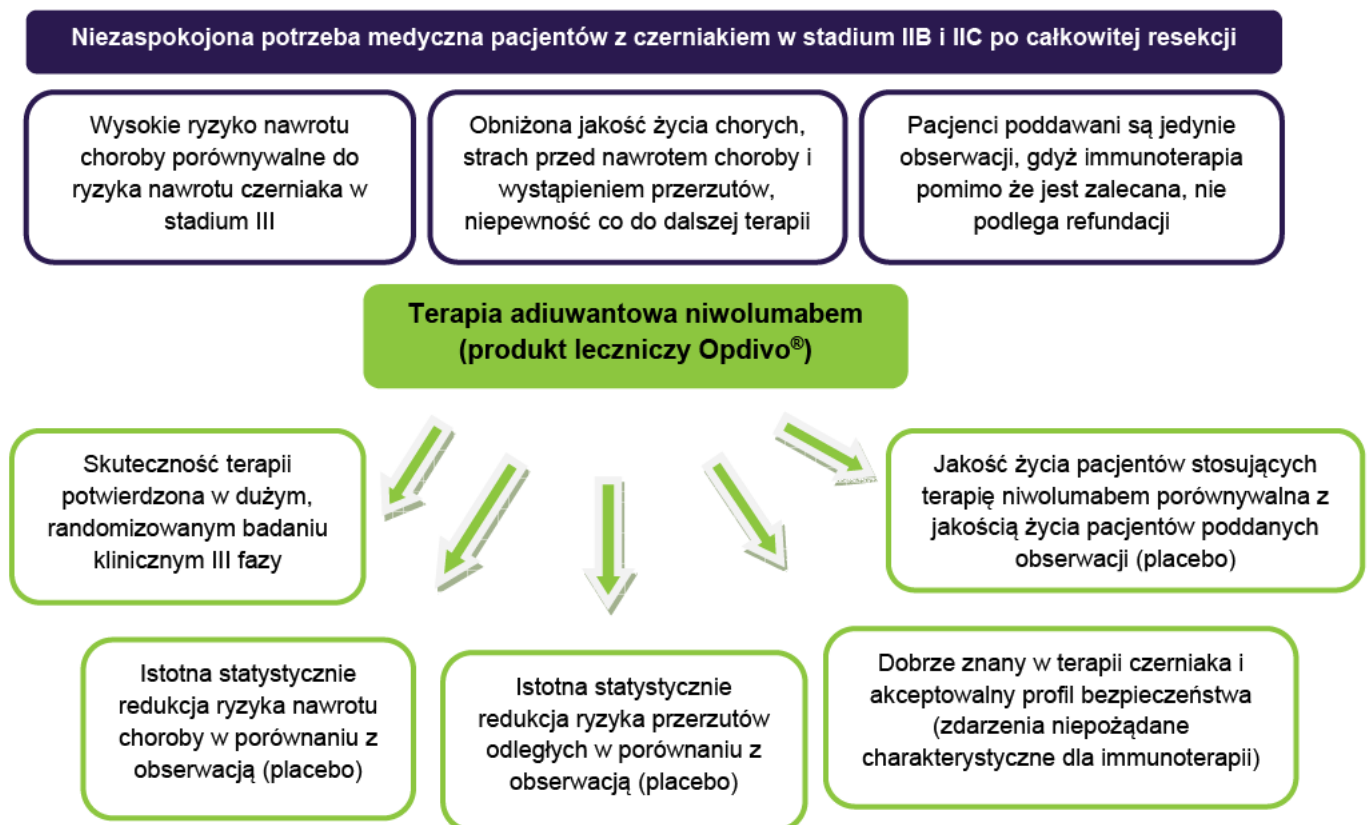 Niezaspokojona potrzeba medyczna pacjentów z czerniakiem w stadium IIB i IIC po całkowitej resekcji
Wysokie ryzyko nawrotu
choroby porównywalne do
ryzyka nawrotu czerniaka w
stadium III
Obniżona jakość życia chorych,
strach przed nawrotem choroby i
wystąpieniem przerzutów,
niepewność co do dalszej terapii
Pacjenci poddawani są jedynie
obserwacji, gdyż immunoterapia
pomimo że jest zalecana, nie
podlega refundacji
Terapia adiuwantowa niwolumabem
(produkt leczniczy Opdivo®)
Skuteczność terapii
potwierdzona w dużym,
randomizowanym badaniu
klinicznym III fazy
Jakość życia pacjentów stosujących
terapię niwolumabem porównywalna z
jakością życia pacjentów poddanych
obserwacji (placebo)
Istotna statystycznie
redukcja ryzyka nawrotu
choroby w porównaniu z
obserwacją (placebo)
Istotna statystycznie
redukcja ryzyka przerzutów
odległych w porównaniu z
obserwacją (placebo)
Dobrze znany w terapii czerniaka i
akceptowalny profil bezpieczeństwa
(zdarzenia niepożądane
charakterystyczne dla immunoterapii)